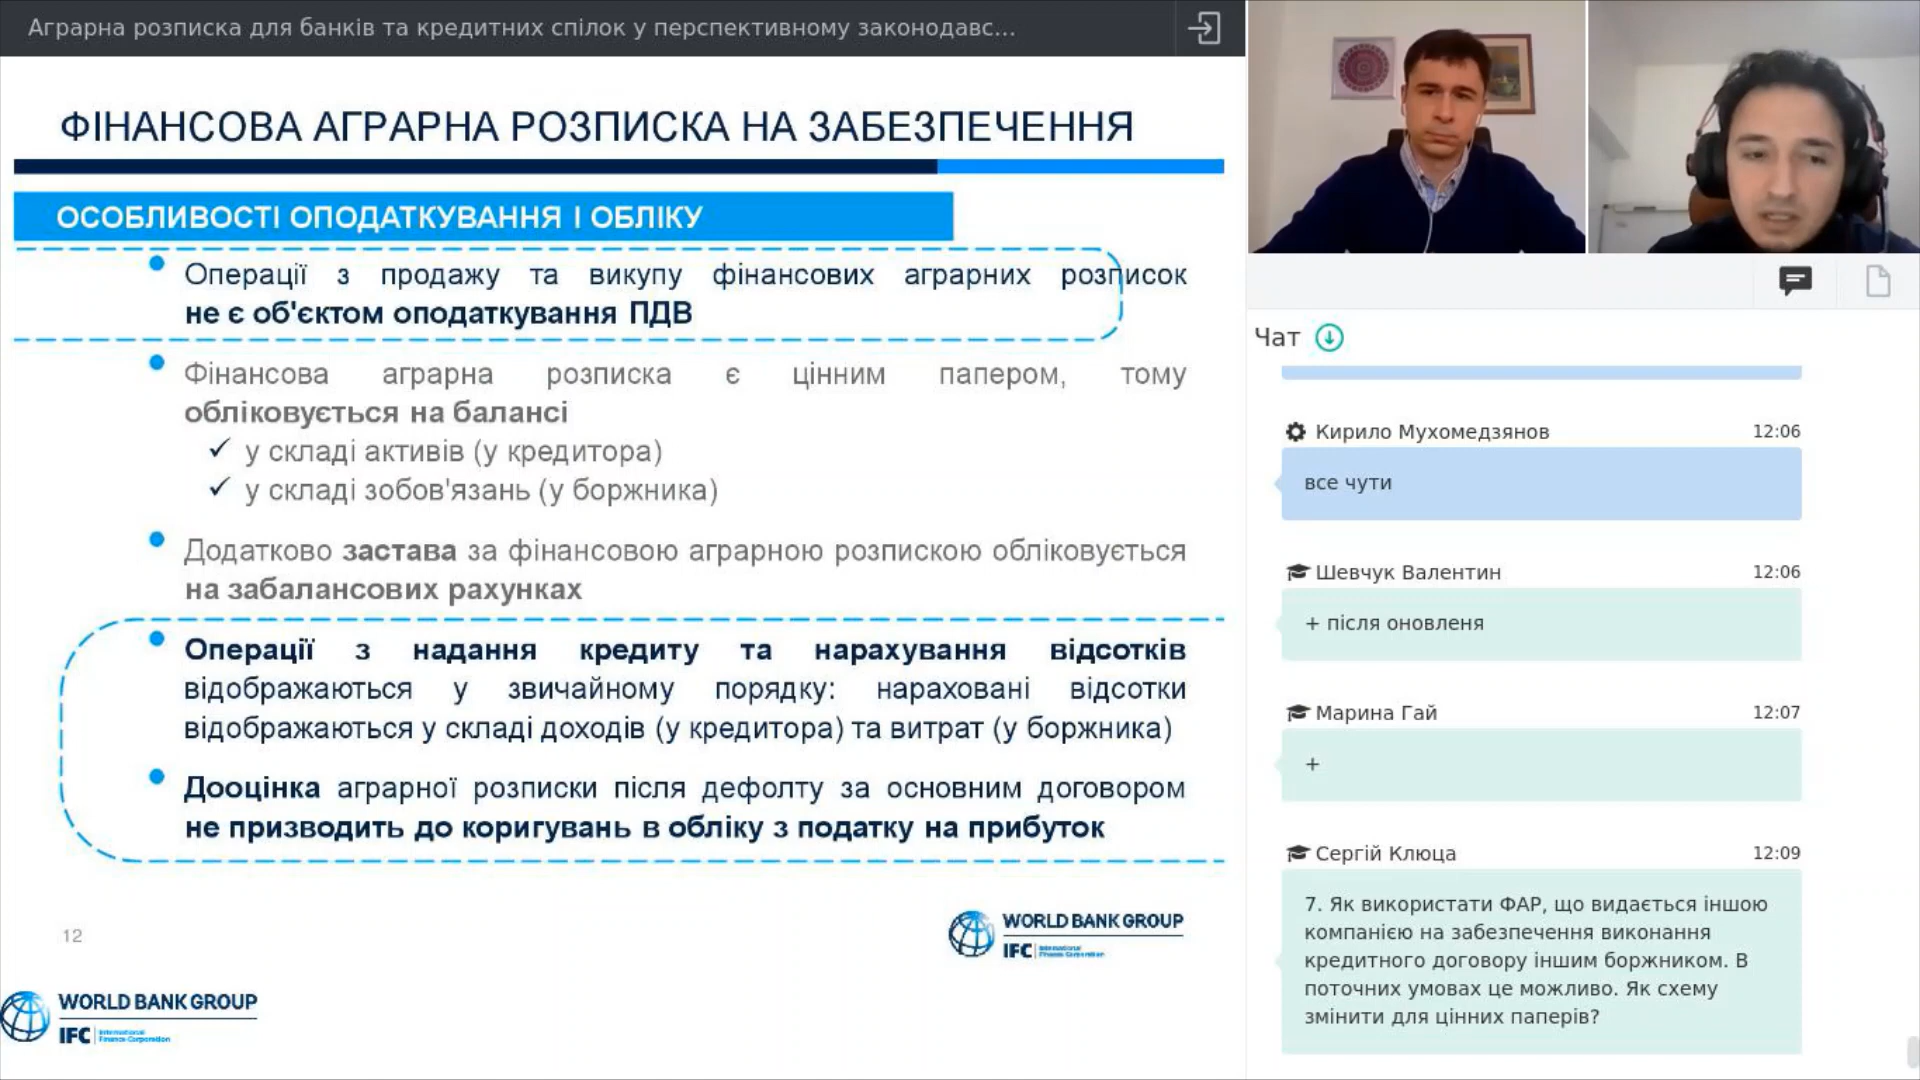 Аграрна розписка для банків та кредитних спілок у перспективному законодавс...
ФІНАНСОВА АГРАРНА РОЗПИСКА НА ЗАБЕЗПЕЧЕННЯ
ОСОБЛИВОСТІ ОПОДАТКУВАННЯ І ОБЛІКУ
Операції з продажу та викупу фінансових аграрних розписок
не є об'єктом оподаткування ПДВ
Фінансова аграрна розписка є цінним папером, тому
обліковується на балансі
у складі активів (у кредитора)
у складі зобов'язань (у боржника)
Додатково застава за фінансовою аграрною розпискою обліковується
на забалансових рахунках
Операції з надання кредиту та нарахування відсотків
відображаються у звичайному порядку: нараховані відсотки
відображаються у складі доходів (у кредитора) та витрат (у боржника)
Дооцінка аграрної розписки після дефолту за основним договором
не призводить до коригувань в обліку з податку на прибуток
12
WORLD BANK GROUP
IFC International
Finance Corporation
WORLD BANK GROUP
IFC International
Finance Corporation
Чат
Кирило Мухомедзянов 12:06
все чути
Шевчук Валентин 12:06
+ після оновленя
Марина Гай 12:07
+
Сергій Клюца 12:09
7. Як використати ФАР, що видається іншою
компанією на забезпечення виконання
кредитного договору іншим боржником. В
поточних умовах це можливо. Як схему
змінити для цінних паперів?